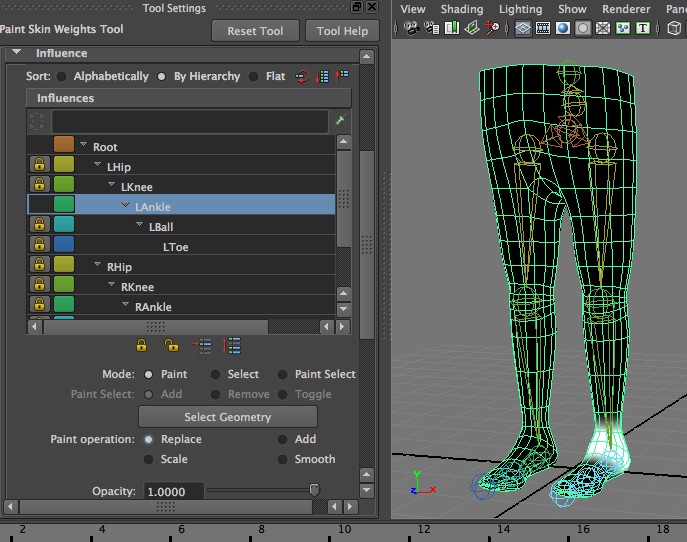 Tool Settings
View Shading Lighting Show Renderer
Paint Skin Weights Tool
Reset Tool
Tool Help
Influence
Sort: Alphabetically By Hierarchy Flat
Influences
Root
LHip
LKnee
LAnkle
LBall
LToe
RHip
RKnee
RAnkle
Mode: Paint Select Paint Select
Paint Select: Add Remove Toggle
Select Geometry
Paint operation: Replace Add
Scale Smooth
Opacity: 1.0000
y
z x
2 4 6 8 10 12 14 16 18
T